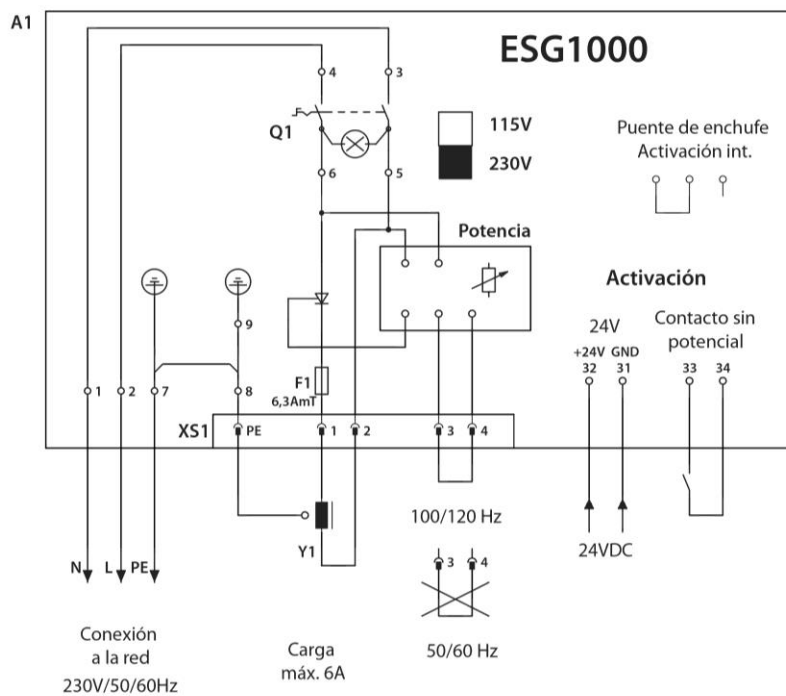 A1
ESG1000
4
3
Q1
115V
230V
6
5
Puente de enchufe
Activación int.
Potencia
Activación
9
24V
Contacto sin
potencial
+24V GND
32
31
33
34
1
2
7
8
F1
6,3AmT
XS1
PE
1
2
3
4
Y1
100/120 Hz
24VDC
3
4
N
L
PE
50/60 Hz
Conexión
a la red
230V/50/60Hz
Carga
máx. 6A